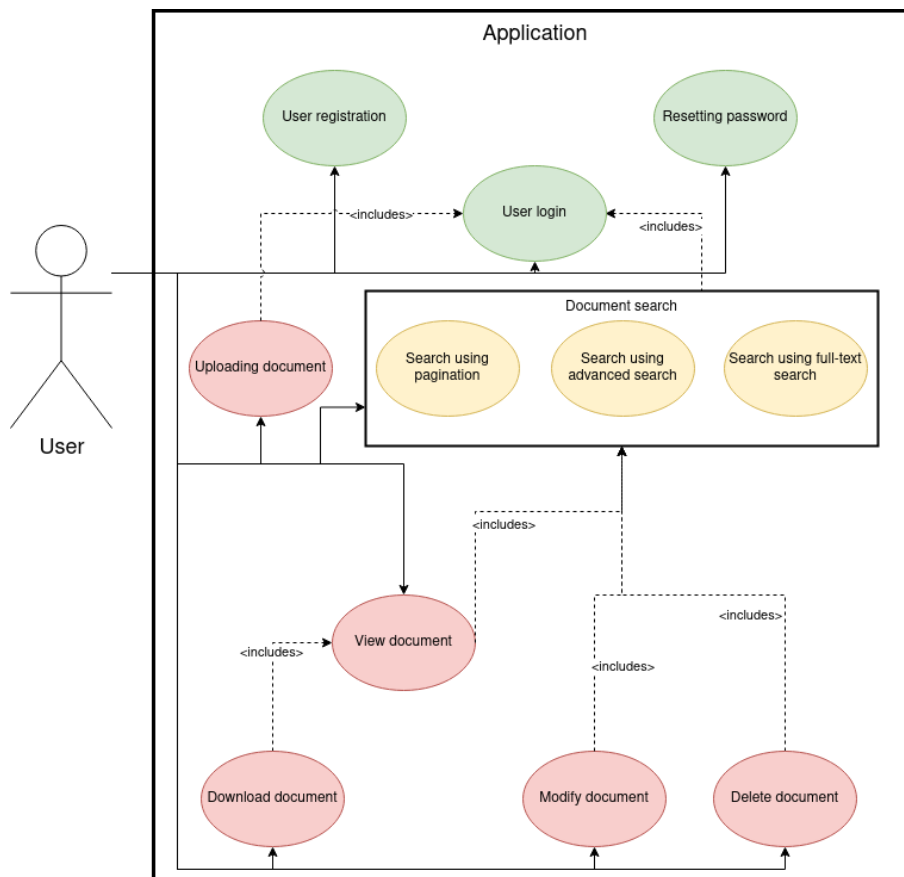 Application
User registration
Resetting password
User login
<includes>
<includes>
Document search
Uploading document
Search using
pagination
Search using
advanced search
Search using full-text
search
User
<includes>
View document
<includes>
<includes>
<includes>
Download document
Modify document
Delete document